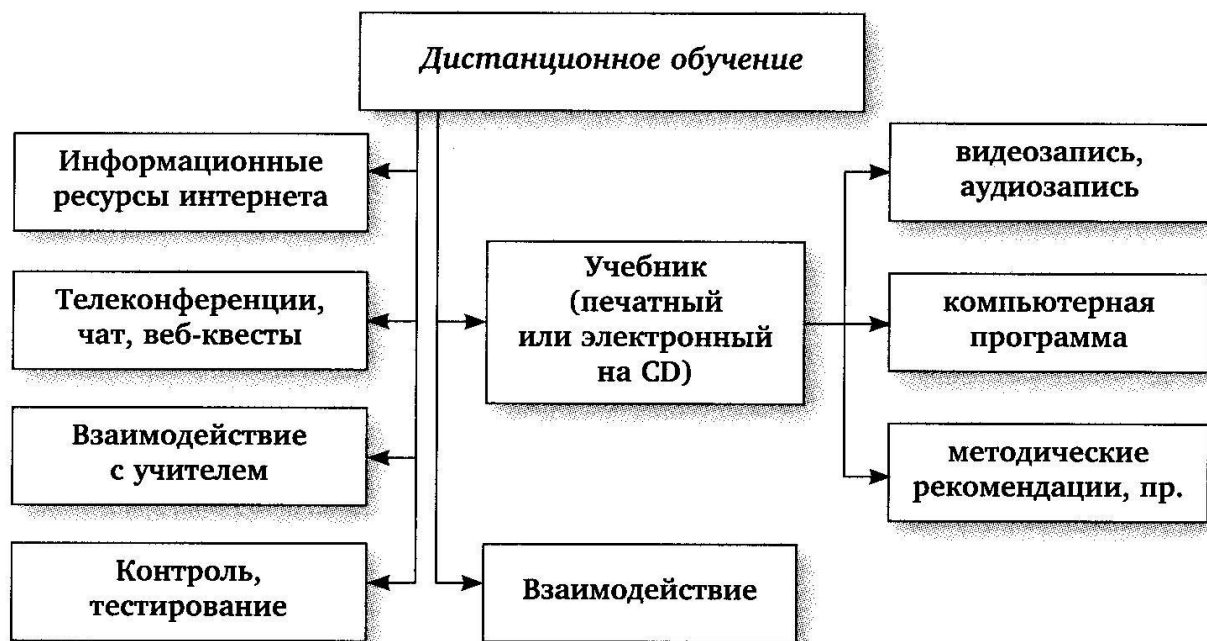 Дистанционное обучение
Информационные
ресурсы интернета
Телеконференции,
чат, веб-квесты
Взаимодействие
с учителем
Контроль,
тестирование
Учебник
(печатный
или электронный
на CD)
Взаимодействие
видеозапись,
аудиозапись
компьютерная
программа
методические
рекомендации, пр.